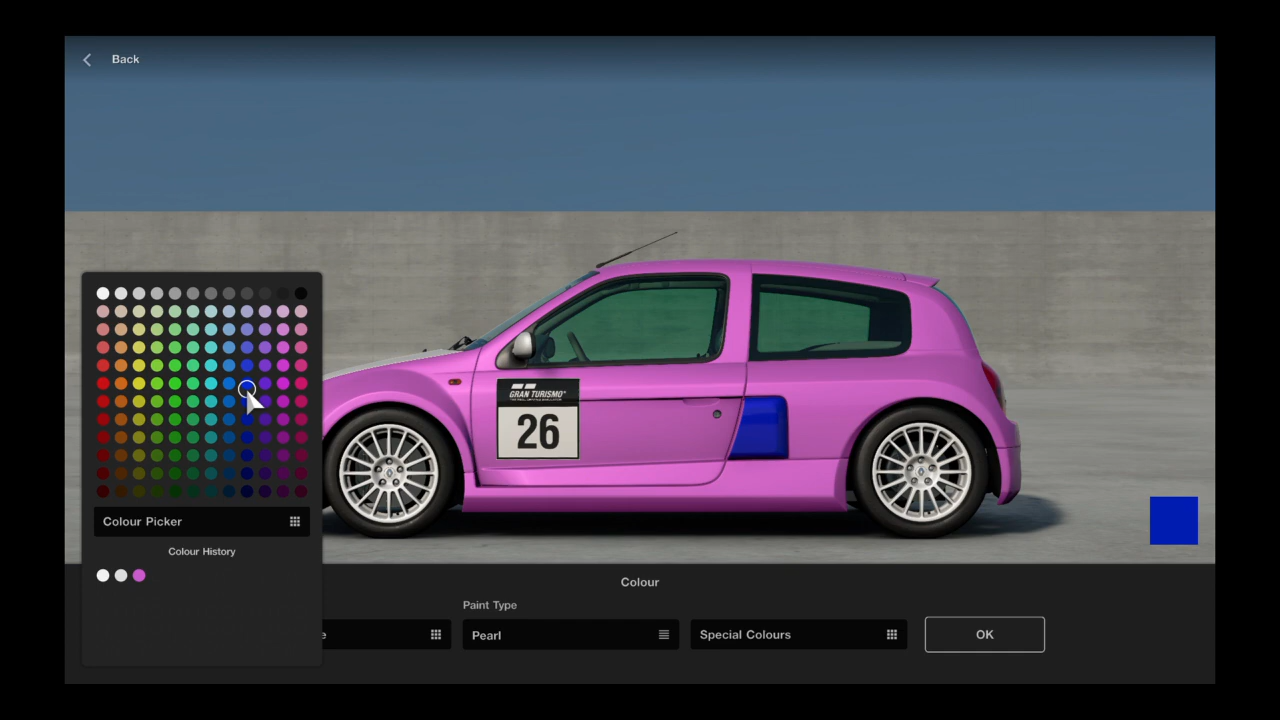 Back
GRAN TURISMO
26
Colour Picker
Colour History
Colour
Paint Type
e
Pearl
Special Colours
OK